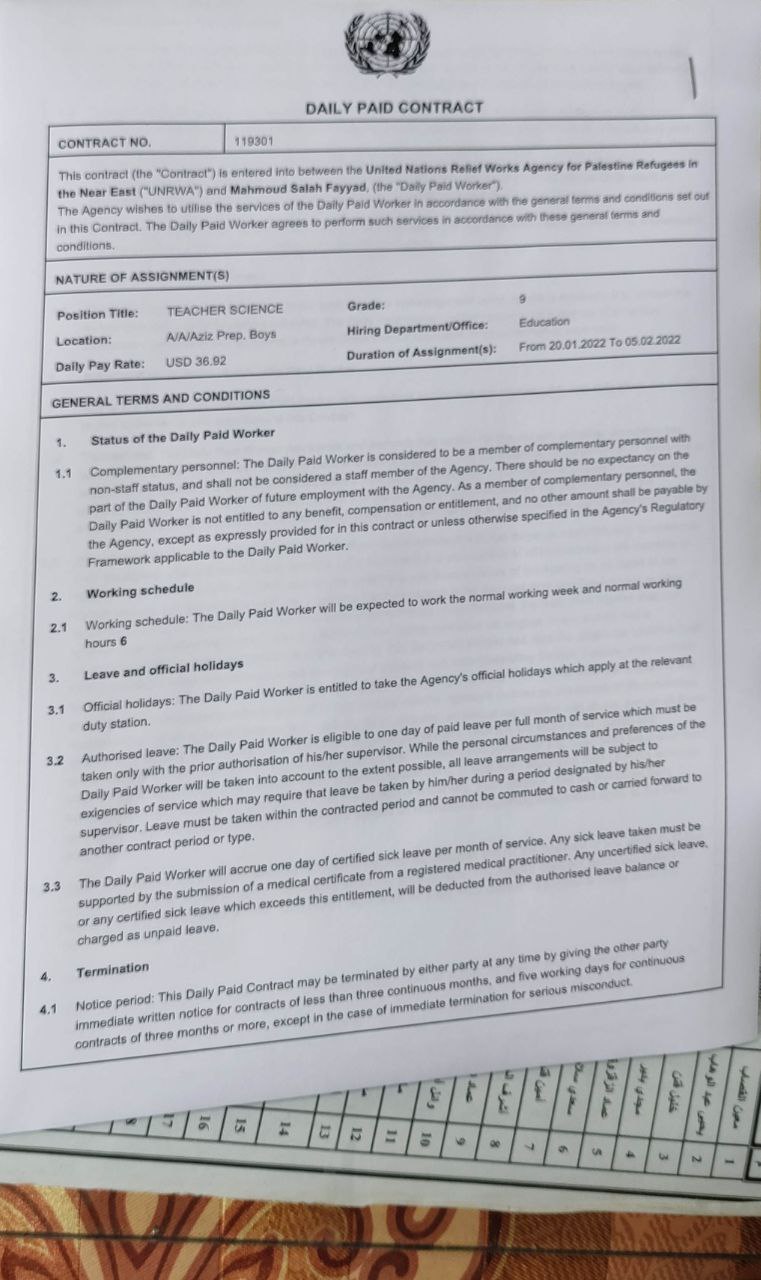 DAILY PAID CONTRACT
CONTRACT NO. 119301
This contract (the "Contract") is entered into between the United Nations Relief Works Agency for Palestine Refugees in
the Near East ("UNRWA") and Mahmoud Salah Fayyad, (the "Daily Paid Worker").
The Agency wishes to utilise the services of the Daily Paid Worker in accordance with the general terms and conditions set out
in this Contract. The Daily Paid Worker agrees to perform such services in accordance with these general terms and
conditions.
NATURE OF ASSIGNMENT(S)
Position Title: TEACHER SCIENCE Grade: 9
Location: A/A/Aziz Prep. Boys Hiring Department/Office: Education
Daily Pay Rate: USD 36.92 Duration of Assignment(s): From 20.01.2022 To 05.02.2022
GENERAL TERMS AND CONDITIONS
1. Status of the Daily Paid Worker
1.1 Complementary personnel: The Daily Paid Worker is considered to be a member of complementary personnel with
non-staff status, and shall not be considered a staff member of the Agency. There should be no expectancy on the
part of the Daily Paid Worker of future employment with the Agency. As a member of complementary personnel, the
Daily Paid Worker is not entitled to any benefit, compensation or entitlement, and no other amount shall be payable by
the Agency, except as expressly provided for in this contract or unless otherwise specified in the Agency's Regulatory
Framework applicable to the Daily Paid Worker.
2. Working schedule
2.1 Working schedule: The Daily Paid Worker will be expected to work the normal working week and normal working
hours 6
3. Leave and official holidays
3.1 Official holidays: The Daily Paid Worker is entitled to take the Agency's official holidays which apply at the relevant
duty station.
3.2 Authorised leave: The Daily Paid Worker is eligible to one day of paid leave per full month of service which must be
taken only with the prior authorisation of his/her supervisor. While the personal circumstances and preferences of the
Daily Paid Worker will be taken into account to the extent possible, all leave arrangements will be subject to
exigencies of service which may require that leave be taken by him/her during a period designated by his/her
supervisor. Leave must be taken within the contracted period and cannot be commuted to cash or carried forward to
another contract period or type.
3.3 The Daily Paid Worker will accrue one day of certified sick leave per month of service. Any sick leave taken must be
supported by the submission of a medical certificate from a registered medical practitioner. Any uncertified sick leave,
or any certified sick leave which exceeds this entitlement, will be deducted from the authorised leave balance or
charged as unpaid leave.
4. Termination
4.1 Notice period: This Daily Paid Contract may be terminated by either party at any time by giving the other party
immediate written notice for contracts of less than three continuous months, and five working days for continuous
contracts of three months or more, except in the case of immediate termination for serious misconduct.
1
2
3
4
5
6
7
8
9
10
11
12
13
14
15
16
17